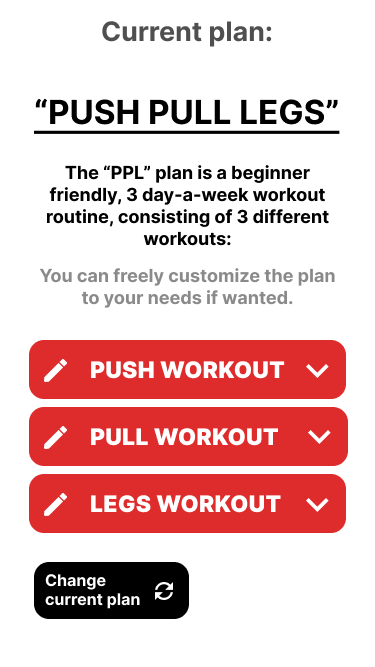 Current plan:
“PUSH PULL LEGS”
The “PPL” plan is a beginner
friendly, 3 day-a-week workout
routine, consisting of 3 different
workouts:
You can freely customize the plan
to your needs if wanted.
PUSH WORKOUT
PULL WORKOUT
LEGS WORKOUT
Change
current plan